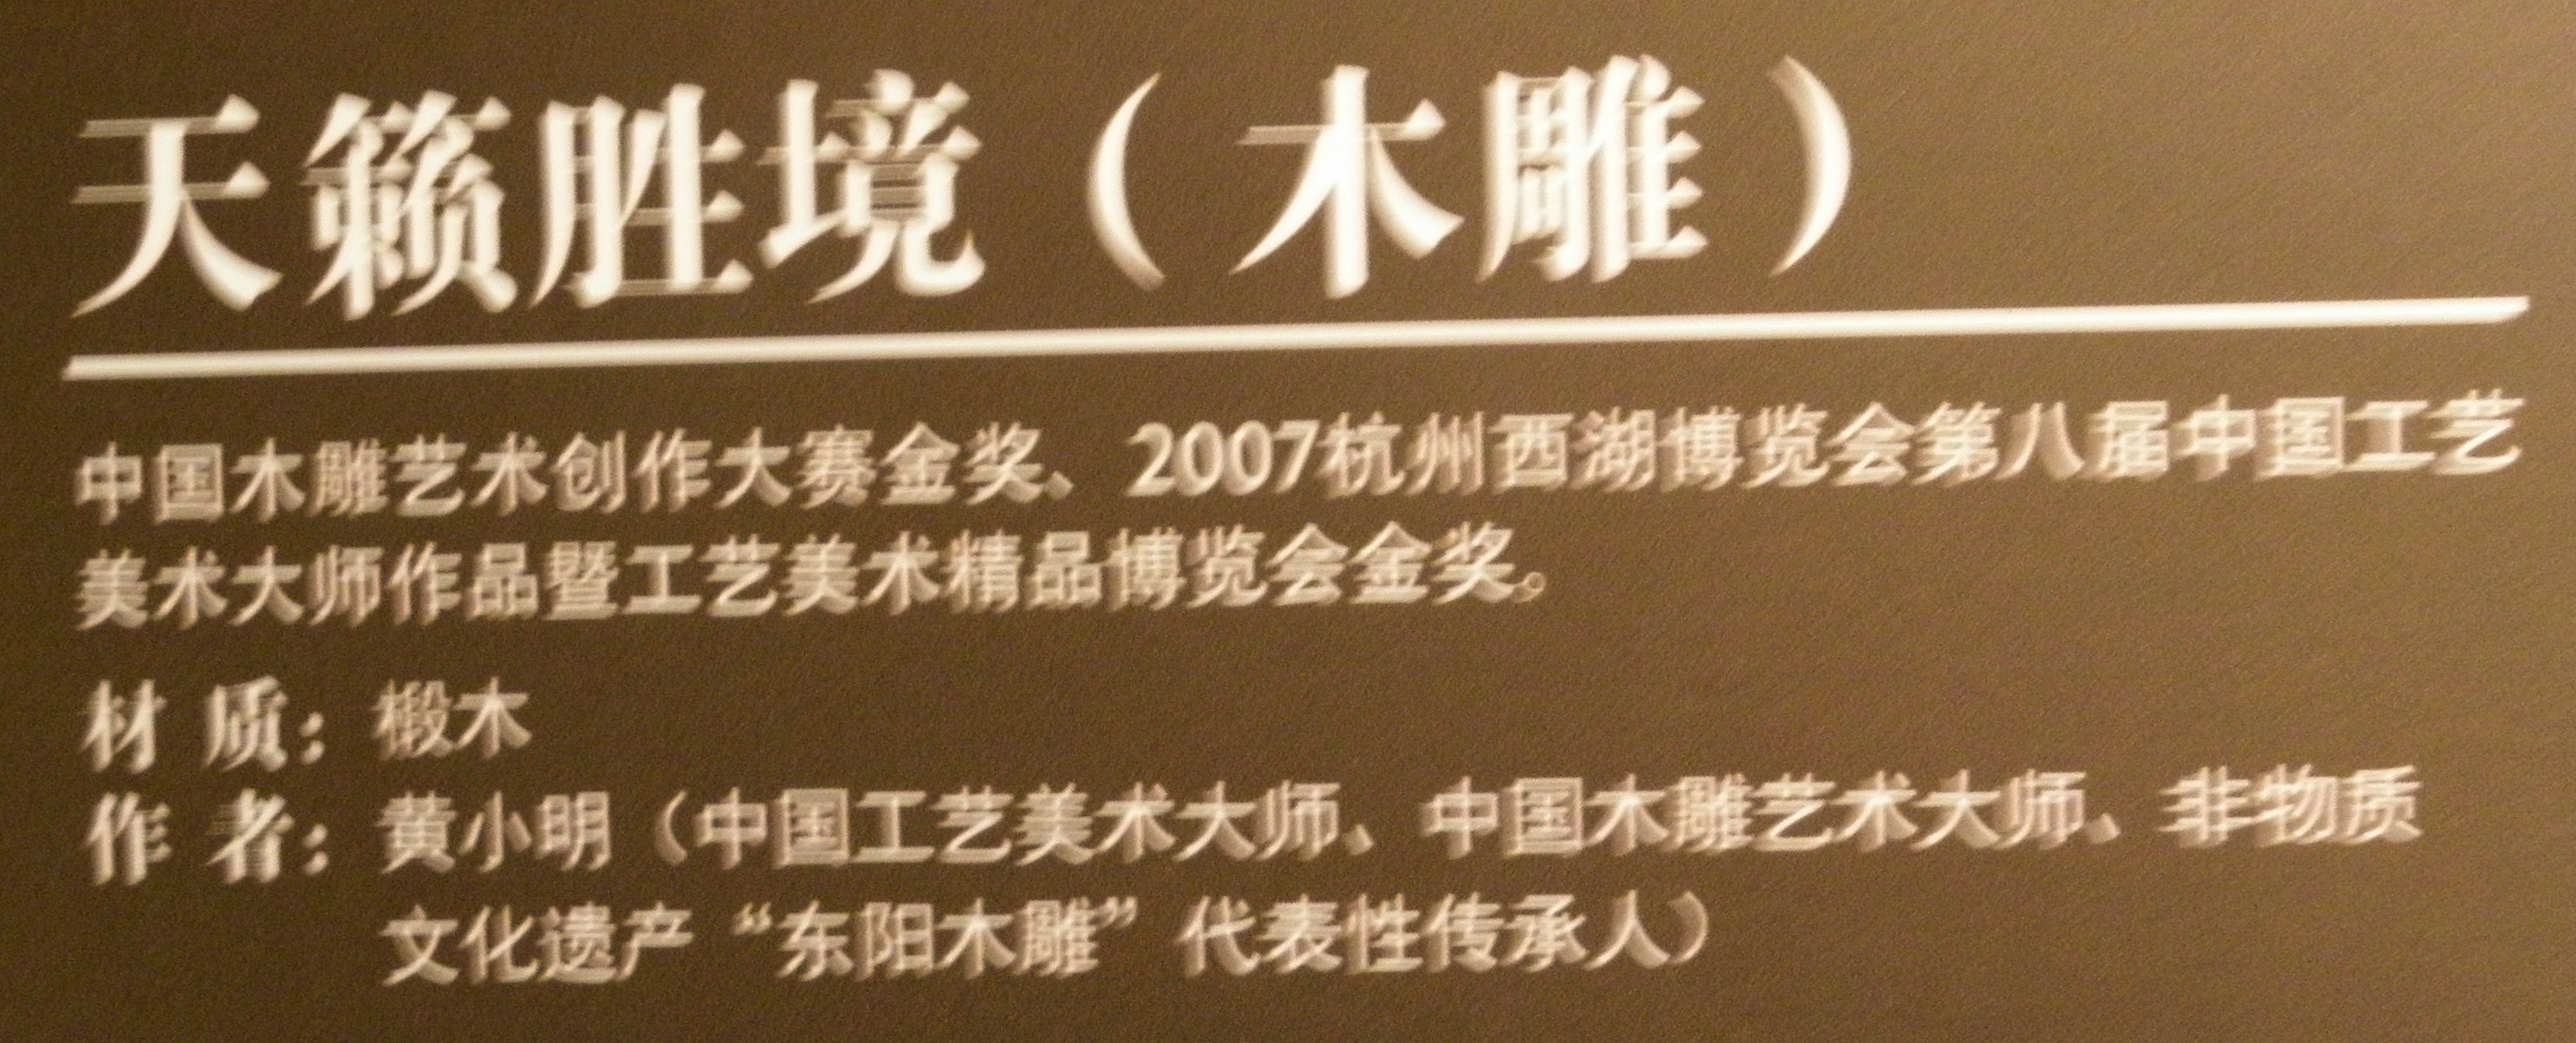 天籁胜境（木雕）
中国木雕艺术创作大赛金奖、2007杭州西湖博览会第八届中国工艺
美术大师作品暨工艺美术精品博览会金奖。
材 质：椴木
作 者：黄小明（中国工艺美术大师、中国木雕艺术大师、非物质
文化遗产“东阳木雕”代表性传承人）